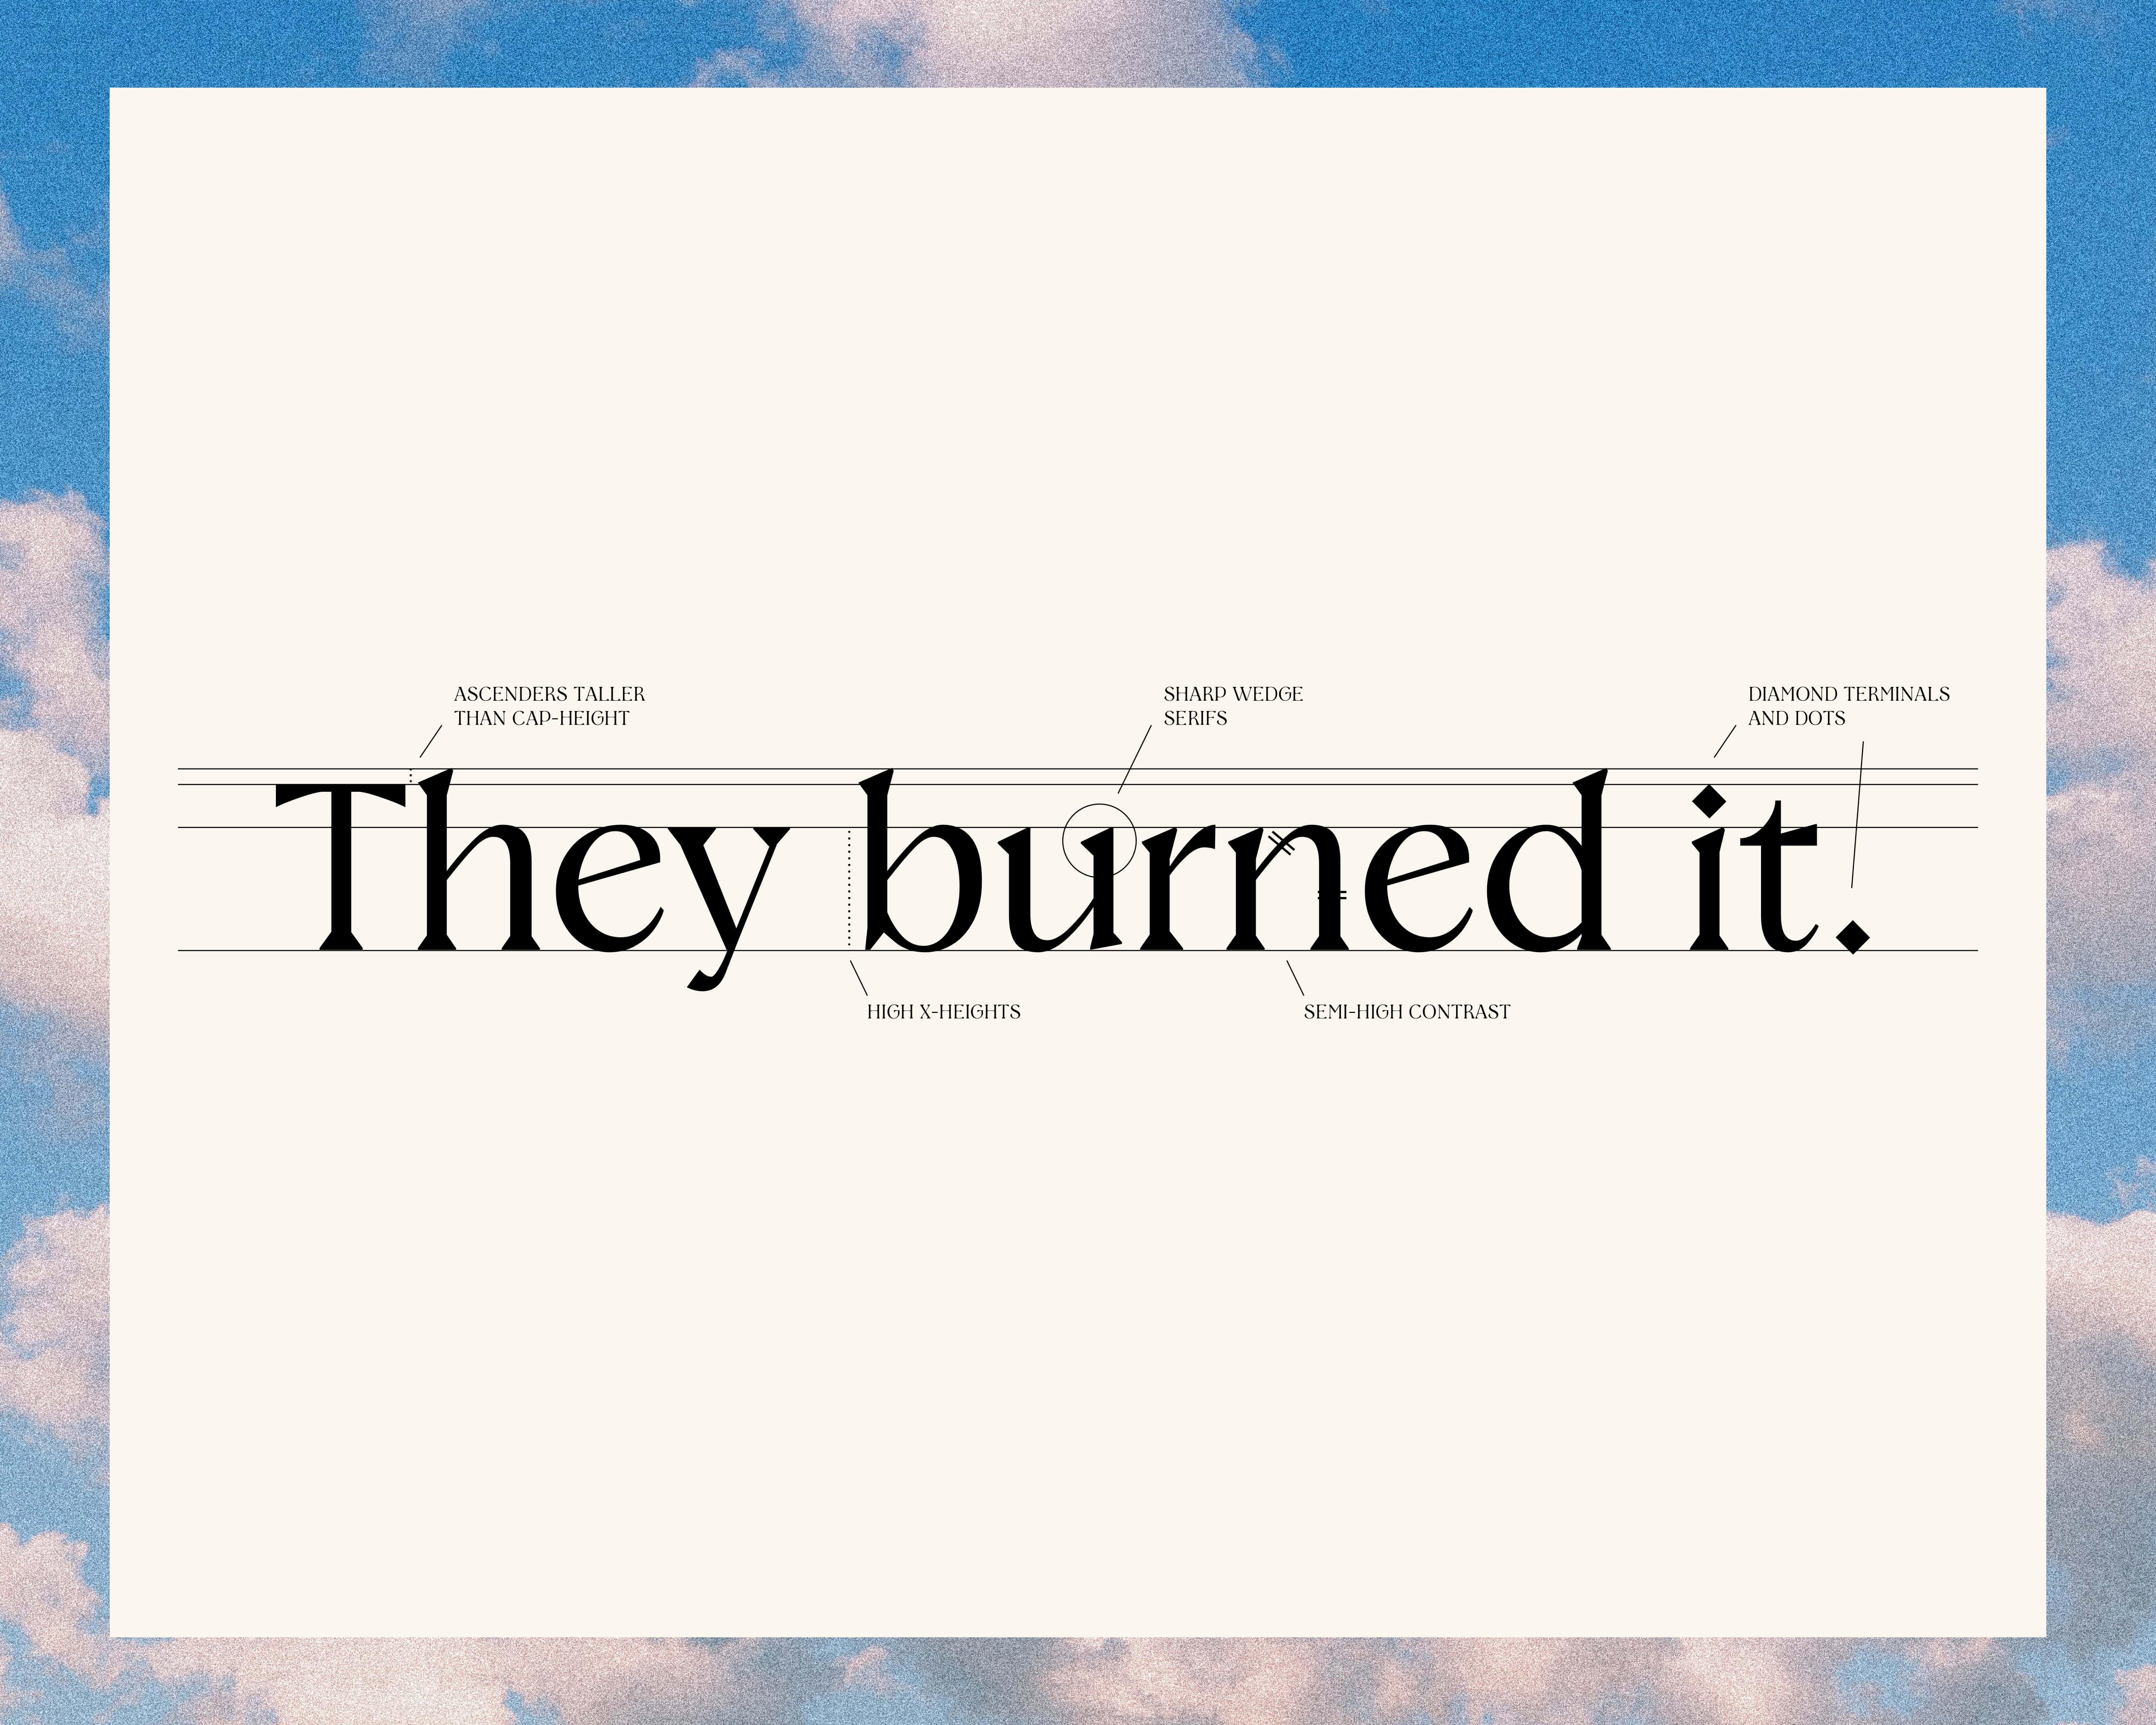 ASCENDERS TALLER
THAN CAP-HEIGHT
SHARP WEDGE
SERIFS
DIAMOND TERMINALS
AND DOTS
They burned it.
HIGH X-HEIGHTS
SEMI-HIGH CONTRAST